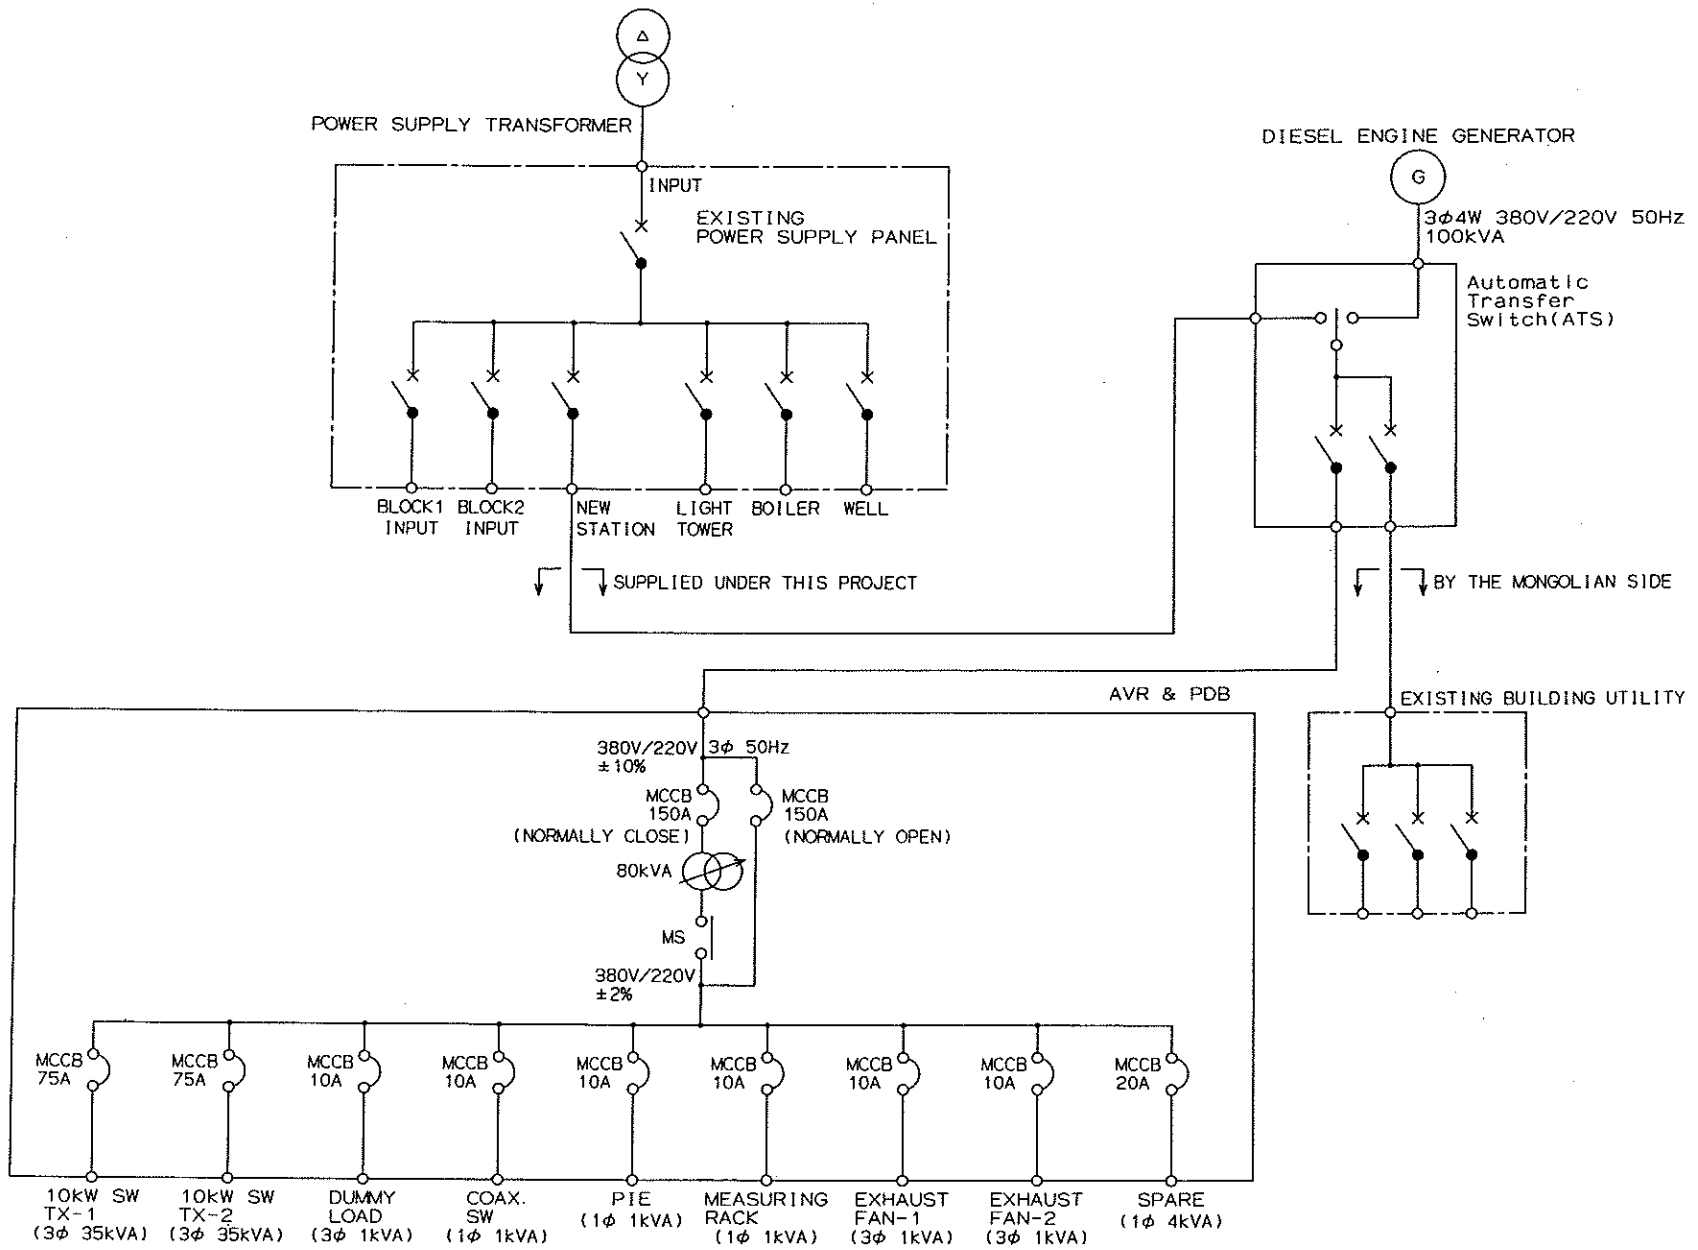 Δ
Y
POWER SUPPLY TRANSFORMER
INPUT
EXISTING
POWER SUPPLY PANEL
BLOCK1
INPUT
BLOCK2
INPUT
NEW
STATION
LIGHT
TOWER
BOILER
WELL
SUPPLIED UNDER THIS PROJECT
DIESEL ENGINE GENERATOR
G
3φ4W 380V/220V 50Hz
100kVA
Automatic
Transfer
Switch(ATS)
BY THE MONGOLIAN SIDE
EXISTING BUILDING UTILITY
AVR & PDB
380V/220V 3φ 50Hz
±10%
MCCB
150A
(NORMALLY CLOSE)
MCCB
150A
(NORMALLY OPEN)
80kVA
MS
380V/220V
±2%
MCCB
75A
MCCB
75A
MCCB
10A
MCCB
10A
MCCB
10A
MCCB
10A
MCCB
10A
MCCB
10A
MCCB
20A
10kW SW
TX-1
(3φ 35kVA)
10kW SW
TX-2
(3φ 35kVA)
DUMMY
LOAD
(3φ 1kVA)
COAX.
SW
(1φ 1kVA)
PIE
(1φ 1kVA)
MEASURING
RACK
(1φ 1kVA)
EXHAUST
FAN-1
(3φ 1kVA)
EXHAUST
FAN-2
(3φ 1kVA)
SPARE
(1φ 4kVA)